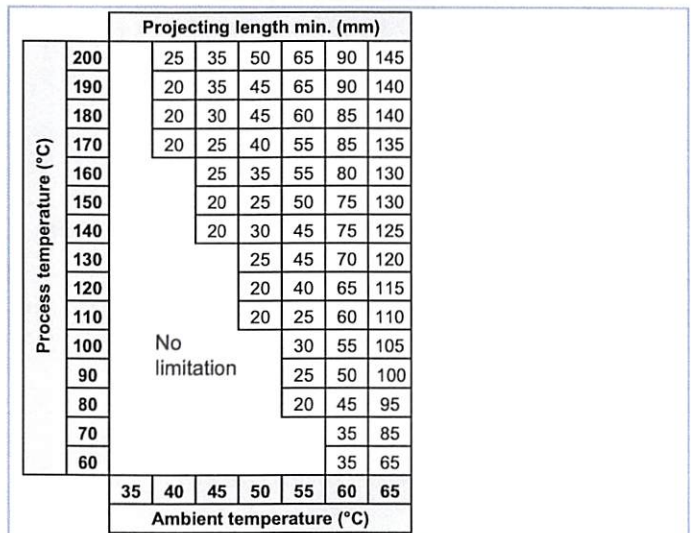 Projecting length min. (mm)
Process temperature (°C)
200 25 35 50 65 90 145
190 20 35 45 65 90 140
180 20 30 45 60 85 140
170 20 25 40 55 85 135
160 25 35 55 80 130
150 20 25 50 75 130
140 20 30 45 75 125
130 25 45 70 120
120 20 40 65 115
110 20 25 60 110
100 No 30 55 105
90 limitation 25 50 100
80 20 45 95
70 35 85
60 35 65
35 40 45 50 55 60 65
Ambient temperature (°C)